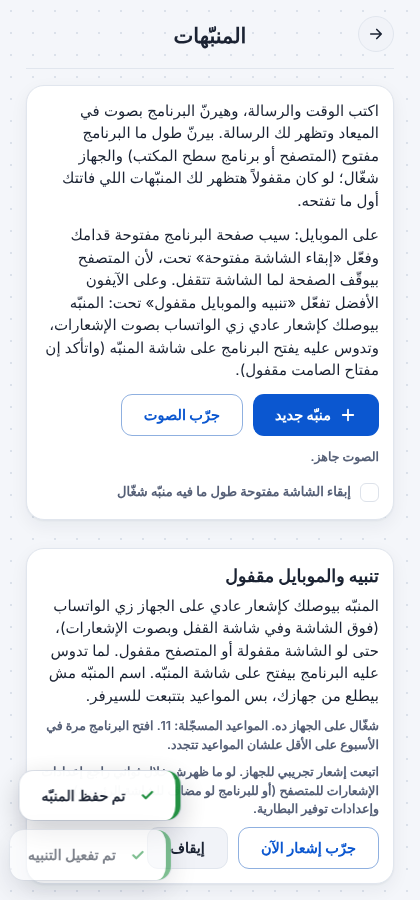 المنبّهات
اكتب الوقت والرسالة، وهيرنّ البرنامج بصوت في
الميعاد وتظهر لك الرسالة. بيرنّ طول ما البرنامج
مفتوح (المتصفح أو برنامج سطح المكتب) والجهاز
شغّال؛ لو كان مقفولاً هتظهر لك المنبّهات اللي فاتتك
أول ما تفتحه.
على الموبايل: سيب صفحة البرنامج مفتوحة قدامك
وفعّل «إبقاء الشاشة مفتوحة» تحت، لأن المتصفح
بيوقّف الصفحة لما الشاشة تتقفل. وعلى الآيفون
الأفضل تفعّل «تنبيه والموبايل مقفول» تحت: المنبّه
بيوصلك كإشعار عادي زي الواتساب بصوت الإشعارات،
وتدوس عليه يفتح البرنامج على شاشة المنبّه (واتأكد إن
مفتاح الصامت مقفول).
منبّه جديد
جرّب الصوت
الصوت جاهز.
إبقاء الشاشة مفتوحة طول ما فيه منبّه شغّال
تنبيه والموبايل مقفول
المنبّه بيوصلك كإشعار عادي على الجهاز زي الواتساب
(فوق الشاشة وفي شاشة القفل وبصوت الإشعارات)،
حتى لو الشاشة مقفولة أو المتصفح مقفول. لما تدوس
عليه البرنامج بيفتح على شاشة المنبّه. اسم المنبّه مش
بيطلع من جهازك، بس المواعيد بتتبعت للسيرفر.
شغّال على الجهاز ده. المواعيد المسجّلة: 11. افتح البرنامج مرة في
الأسبوع على الأقل علشان المواعيد تتجدد.
اتبعت إشعار تجريبي للجهاز. لو ما ظهرش
الإشعارات للمتصفح (أو للبرنامج لو
وإعدادات توفير البطارية.
جرّب إشعار الآن
إيقاف
تم حفظ المنبّه
تم تفعيل التنبيه